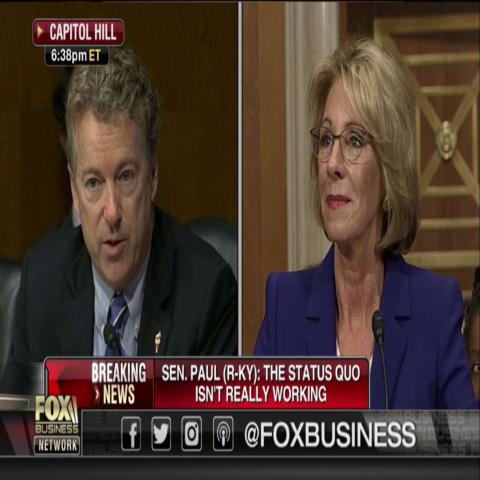 CAPITOL HILL
6:38pm ET
BREAKING
NEWS
SEN. PAUL (R-KY): THE STATUS QUO
ISN'T REALLY WORKING
FOX
BUSINESS
NETWORK
@FOXBUSINESS